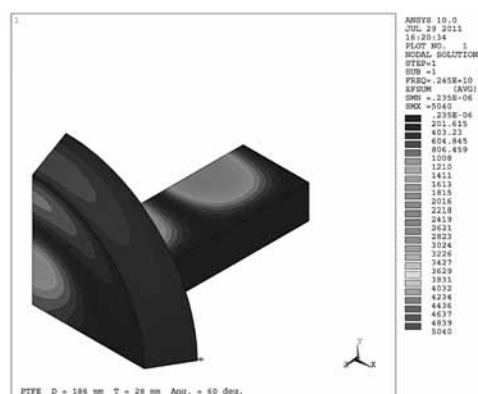 1
ANSYS 10.0
JUL 29 2011
16:20:34
PLOT NO. 1
NODAL SOLUTION
STEP=1
SUB =1
FREQ=.245E+10
EFSUM (AVG)
SMN =.235E-06
SMX =5040
.235E-06
201.615
403.23
604.845
806.459
1008
1210
1411
1613
1815
2016
2218
2419
2621
2823
3024
3226
3427
3629
3831
4032
4234
4436
4637
4839
5040
Y
Z X
PTFE D = 186 mm T = 28 mm Ang. = 60 deg.